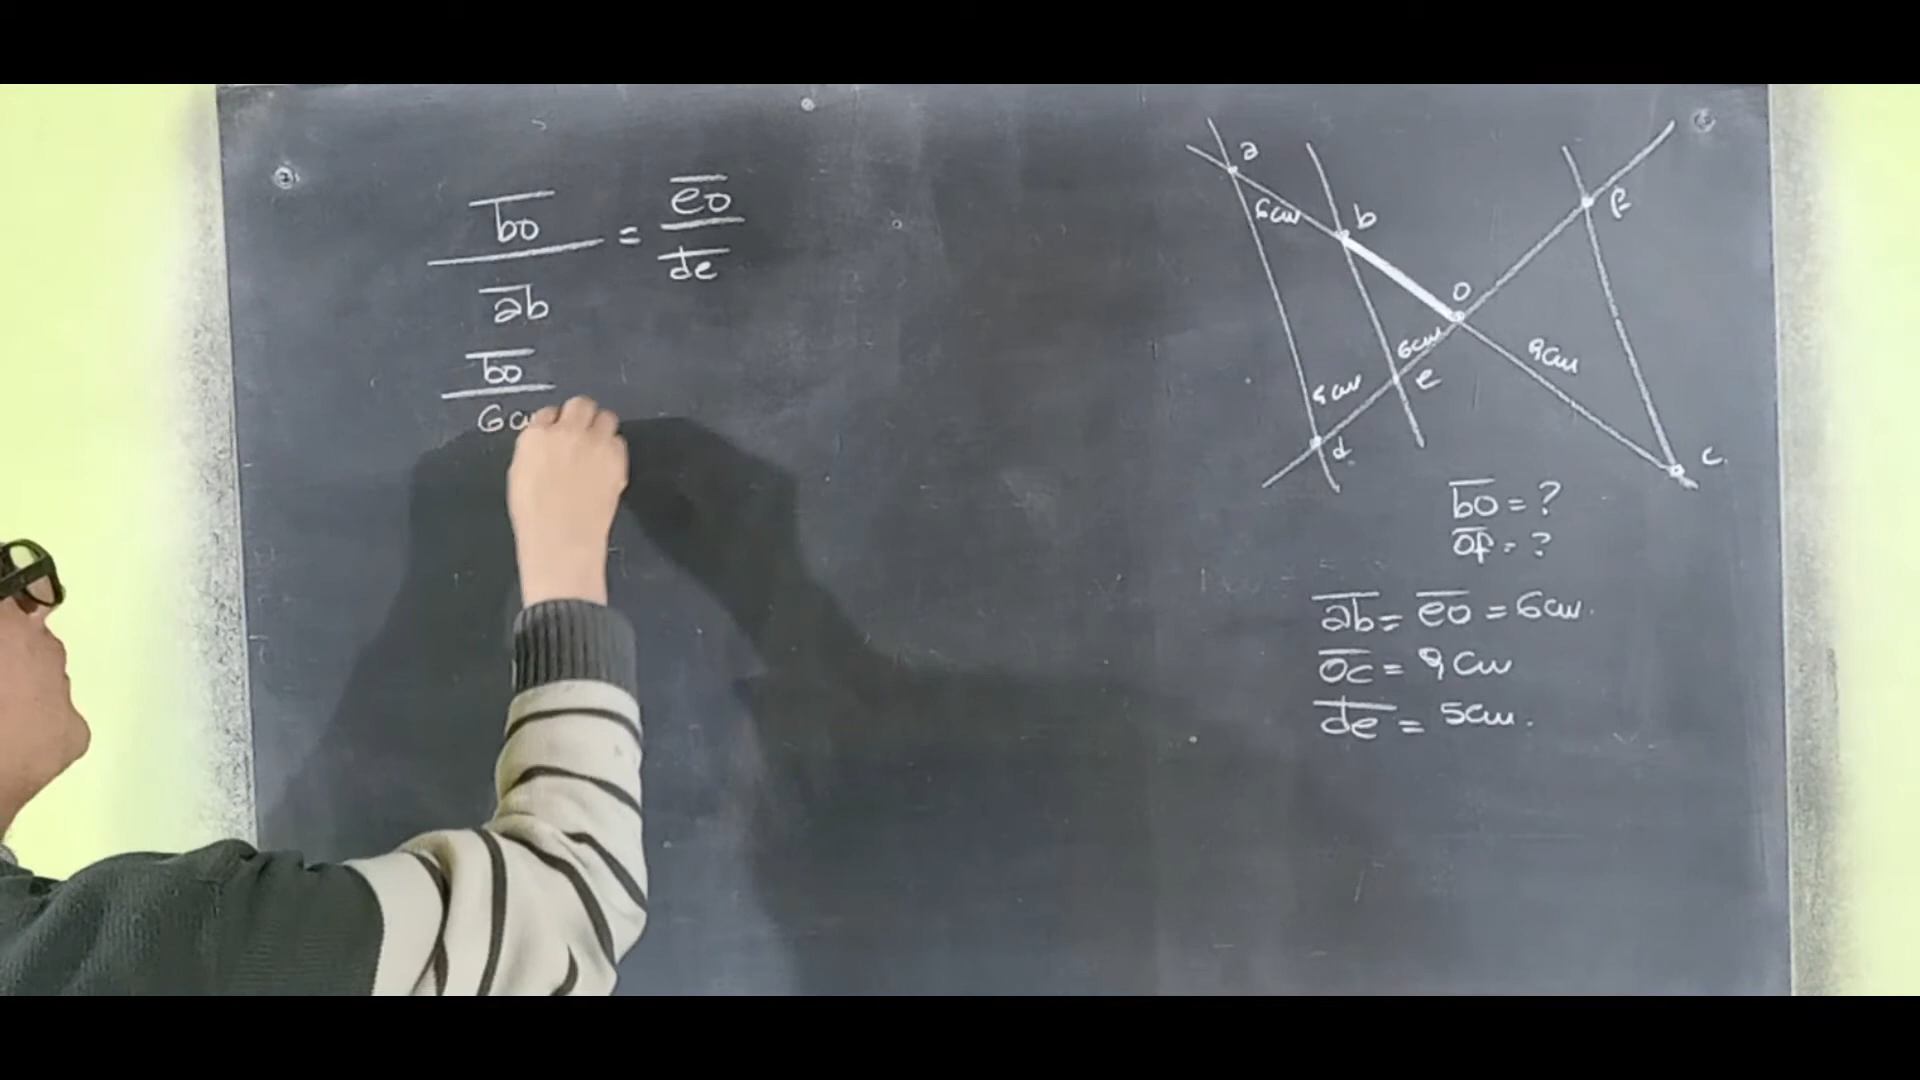 bo / ab = eo / de
bo / 6c
a
6cm
b
o
f
6cm
9cm
5cm
e
d.
c.
bo = ?
of = ?
ab = eo = 6cm.
oc = 9cm
de = 5cm.